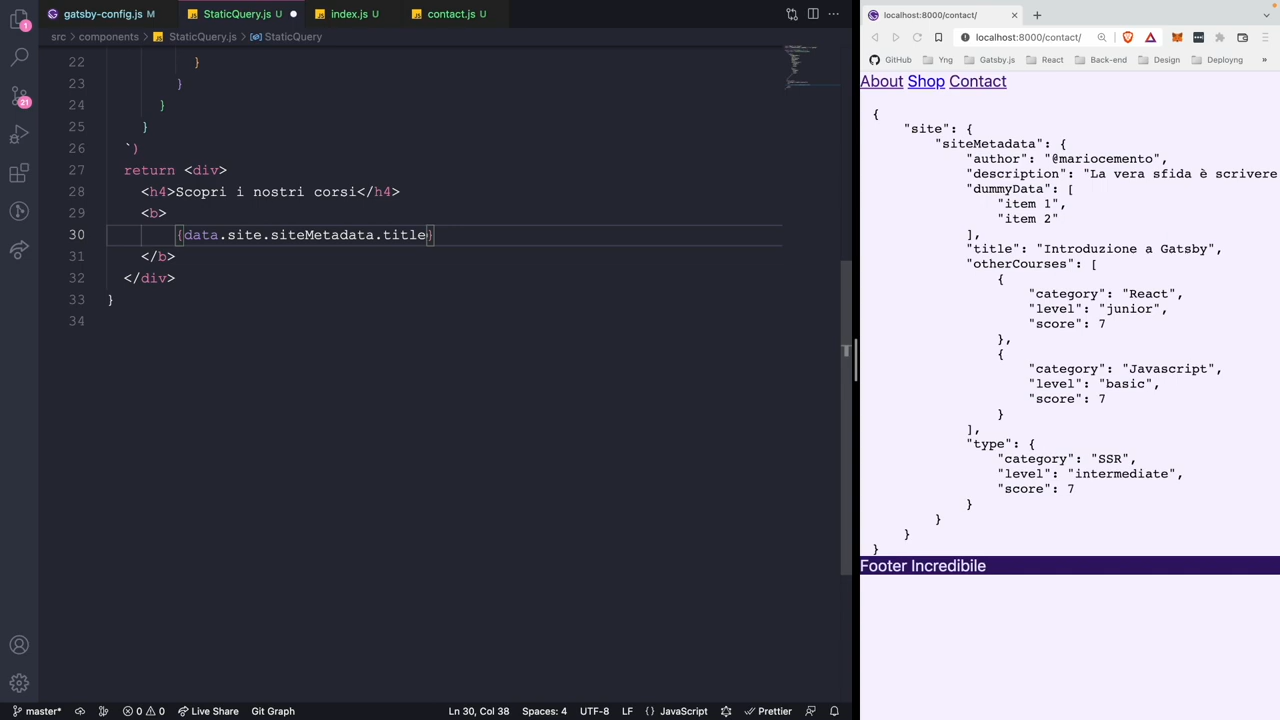 gatsby-config.js M
StaticQuery.js U
index.js U
contact.js U
src > components > StaticQuery.js > StaticQuery
22 }
23 }
24 }
25 }
26 `)
27 return <div>
28 <h4>Scopri i nostri corsi</h4>
29 <b>
30 {data.site.siteMetadata.title}
31 </b>
32 </div>
33 }
34
1
21
master* 0 0 Live Share Git Graph Ln 30, Col 38 Spaces: 4 UTF-8 LF {} JavaScript Prettier
localhost:8000/contact/
localhost:8000/contact/
GitHub Yng Gatsby.js React Back-end Design Deployng »
About Shop Contact
{
"site": {
"siteMetadata": {
"author": "@mariocemento",
"description": "La vera sfida è scrivere
"dummyData": [
"item 1",
"item 2"
],
"title": "Introduzione a Gatsby",
"otherCourses": [
{
"category": "React",
"level": "junior",
"score": 7
},
{
"category": "Javascript",
"level": "basic",
"score": 7
}
],
"type": {
"category": "SSR",
"level": "intermediate",
"score": 7
}
}
}
}
Footer Incredibile